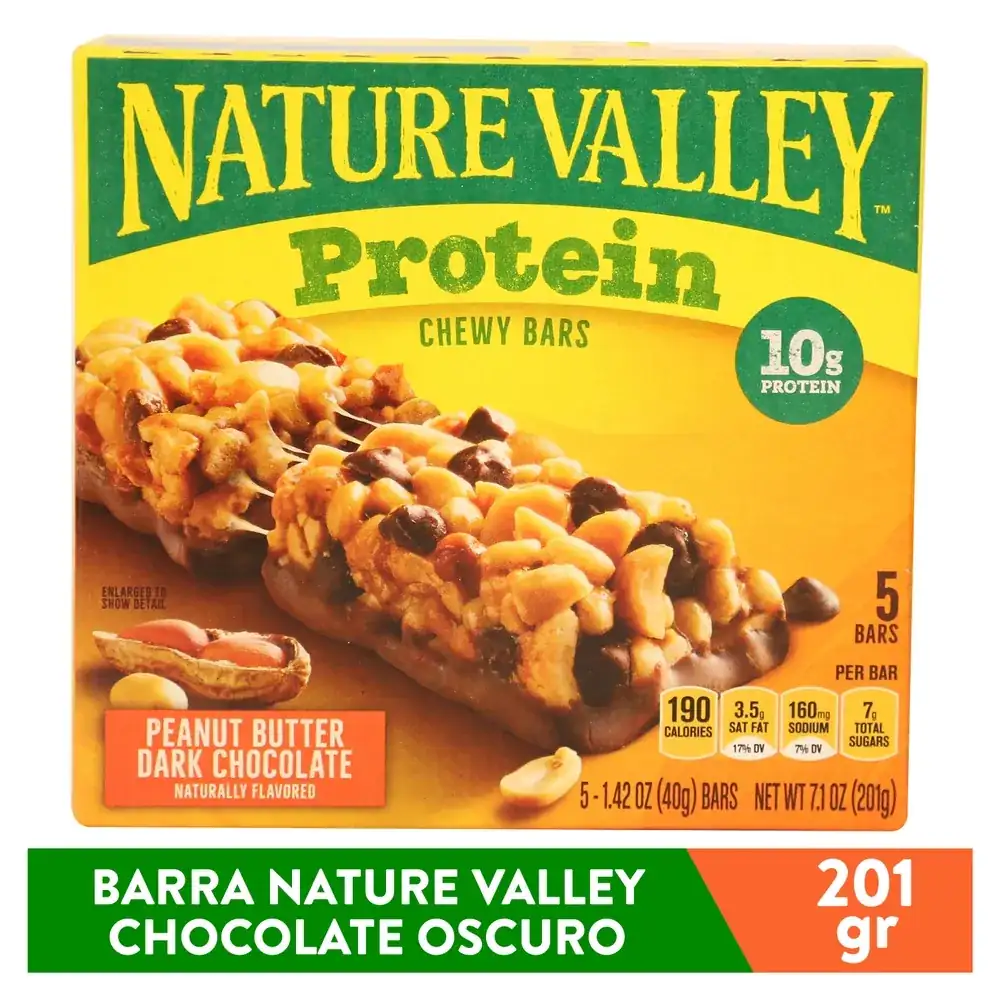 NATURE VALLEY™
Protein
CHEWY BARS
10g
PROTEIN
ENLARGED TO
SHOW DETAIL
5
BARS
PER BAR
190
CALORIES
3.5g
SAT FAT
17% DV
160mg
SODIUM
7% DV
7g
TOTAL
SUGARS
PEANUT BUTTER
DARK CHOCOLATE
NATURALLY FLAVORED
5 - 1.42 OZ (40g) BARS NET WT 7.1 OZ (201g)
BARRA NATURE VALLEY
CHOCOLATE OSCURO
201
gr